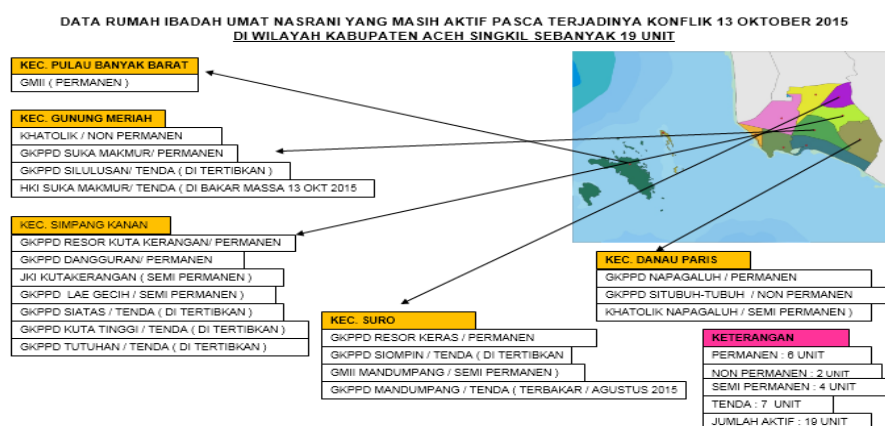 DATA RUMAH IBADAH UMAT NASRANI YANG MASIH AKTIF PASCA TERJADINYA KONFLIK 13 OKTOBER 2015
DI WILAYAH KABUPATEN ACEH SINGKIL SEBANYAK 19 UNIT
KEC. PULAU BANYAK BARAT
GMII ( PERMANEN )
KEC. GUNUNG MERIAH
KHATOLIK / NON PERMANEN
GKPPD SUKA MAKMUR/ PERMANEN
GKPPD SILULUSAN/ TENDA ( DI TERTIBKAN )
HKI SUKA MAKMUR/ TENDA ( DI BAKAR MASSA 13 OKT 2015
KEC. SIMPANG KANAN
GKPPD RESOR KUTA KERANGAN/ PERMANEN
GKPPD DANGGURAN/ PERMANEN
JKI KUTAKERANGAN ( SEMI PERMANEN )
GKPPD LAE GECIH / SEMI PERMANEN )
GKPPD SIATAS / TENDA ( DI TERTIBKAN )
GKPPD KUTA TINGGI / TENDA ( DI TERTIBKAN )
GKPPD TUTUHAN / TENDA ( DI TERTIBKAN )
KEC. SURO
GKPPD RESOR KERAS / PERMANEN
GKPPD SIOMPIN / TENDA ( DI TERTIBKAN
GMII MANDUMPANG / SEMI PERMANEN )
GKPPD MANDUMPANG / TENDA ( TERBAKAR / AGUSTUS 2015
KEC. DANAU PARIS
GKPPD NAPAGALUH / PERMANEN
GKPPD SITUBUH-TUBUH / NON PERMANEN
KHATOLIK NAPAGALUH / SEMI PERMANEN )
KETERANGAN
PERMANEN : 6 UNIT
NON PERMANEN : 2 UNIT
SEMI PERMANEN : 4 UNIT
TENDA : 7 UNIT
JUMLAH AKTIF : 19 UNIT